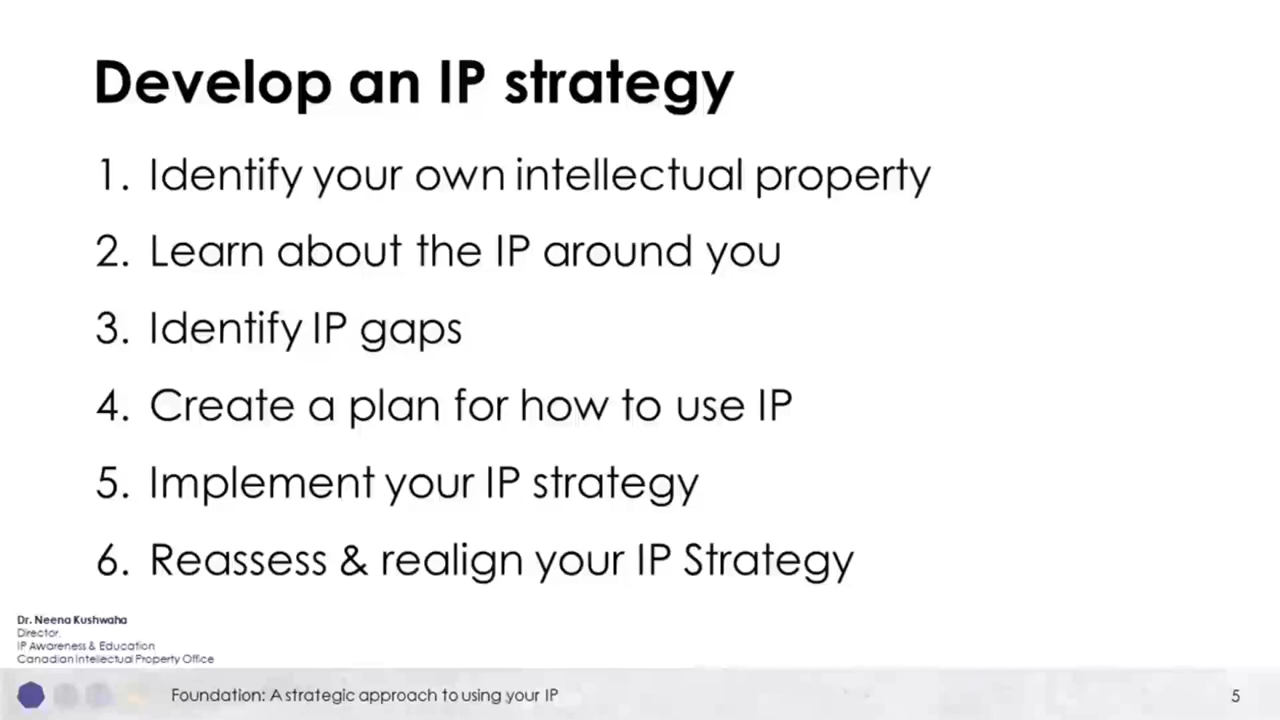 Develop an IP strategy
1. Identify your own intellectual property
2. Learn about the IP around you
3. Identify IP gaps
4. Create a plan for how to use IP
5. Implement your IP strategy
6. Reassess & realign your IP Strategy
Dr. Neena Kushwaha
Director,
IP Awareness & Education
Canadian Intellectual Property Office
Foundation: A strategic approach to using your IP
5